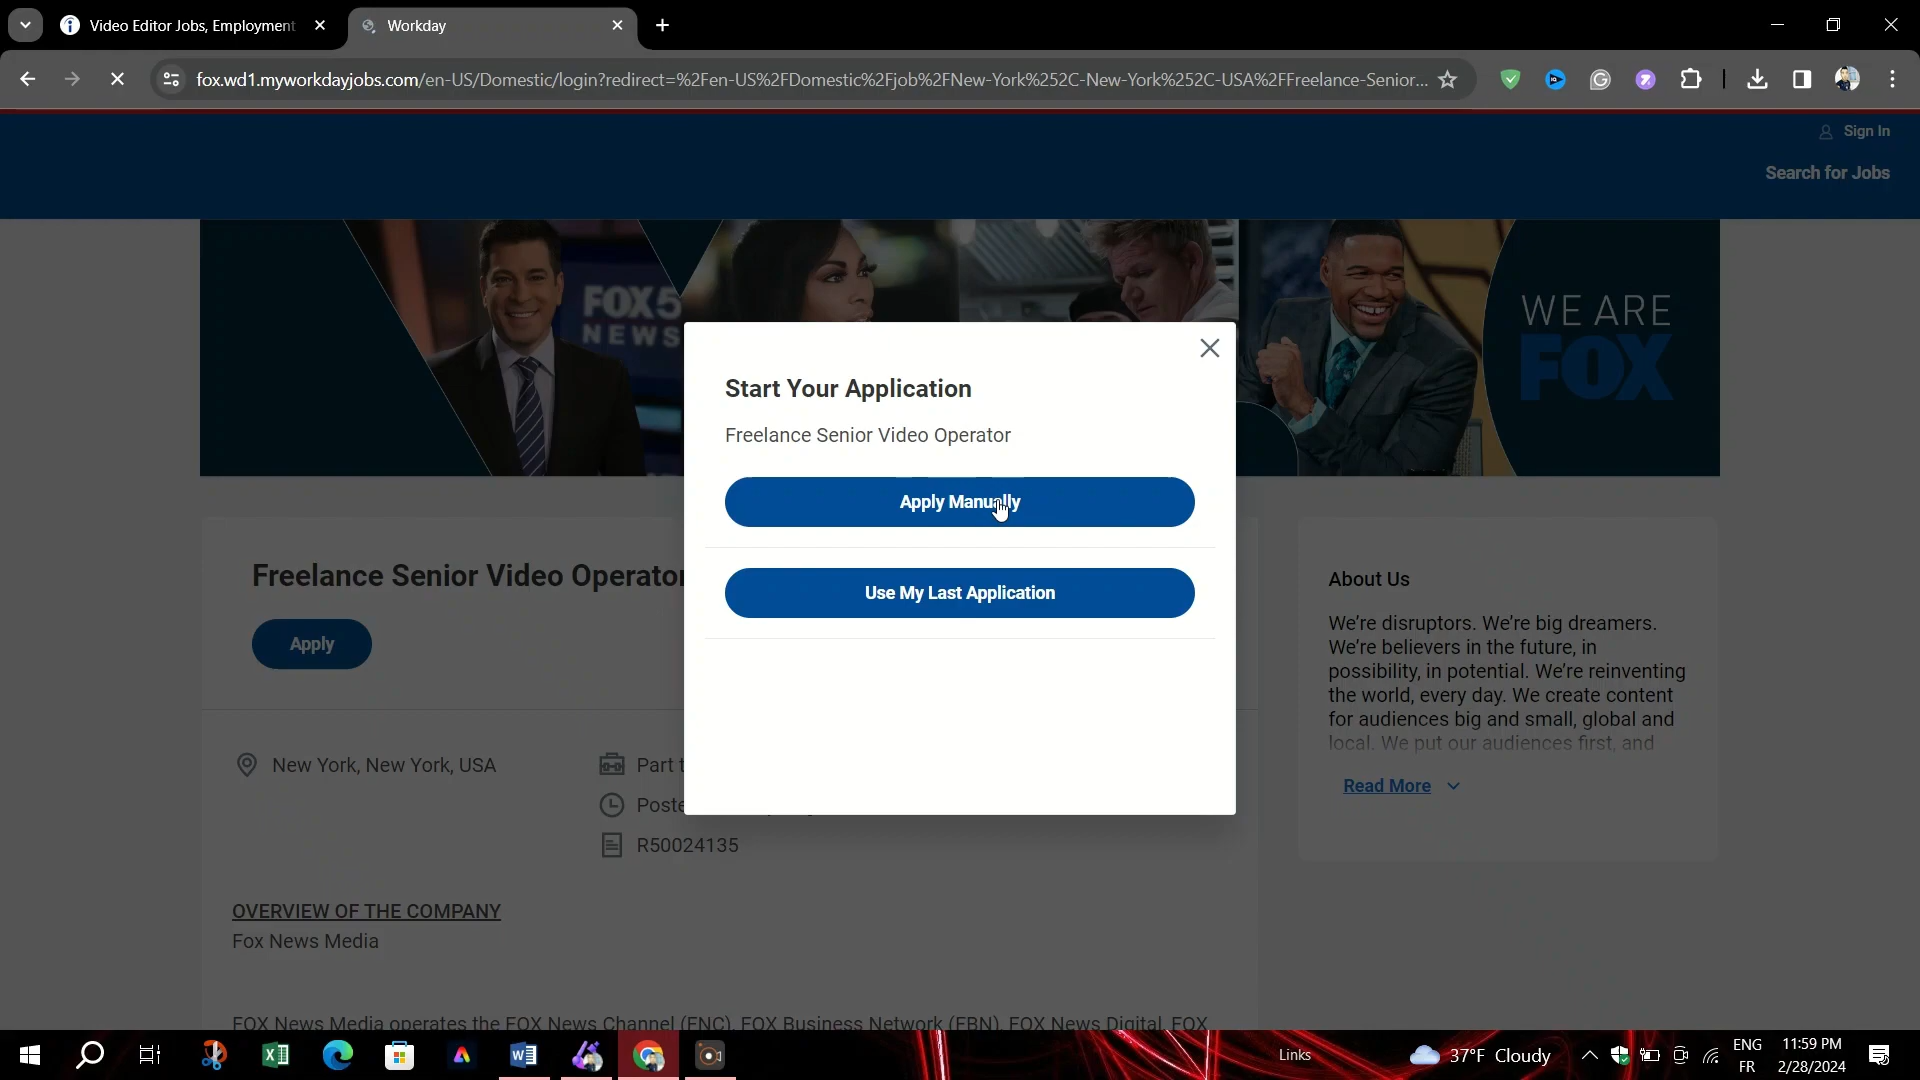 Video Editor Jobs, Employment
Workday
fox.wd1.myworkdayjobs.com/en-US/Domestic/login?redirect=%2Fen-US%2FDomestic%2Fjob%2FNew-York%252C-New-York%252C-USA%2FFreelance-Senior...
Sign In
Search for Jobs
FOX5
NEWS
WE ARE
FOX
Start Your Application
Freelance Senior Video Operator
Apply Manually
Use My Last Application
Freelance Senior Video Operator
Apply
New York, New York, USA
Part t
Poste
R50024135
OVERVIEW OF THE COMPANY
Fox News Media
FOX News Media operates the FOX News Channel (FNC), FOX Business Network (FBN), FOX News Digital, FOX
About Us
We're disruptors. We're big dreamers.
We're believers in the future, in
possibility, in potential. We're reinventing
the world, every day. We create content
for audiences big and small, global and
local. We put our audiences first, and
Read More
Links
37°F Cloudy
ENG
FR
11:59 PM
2/28/2024